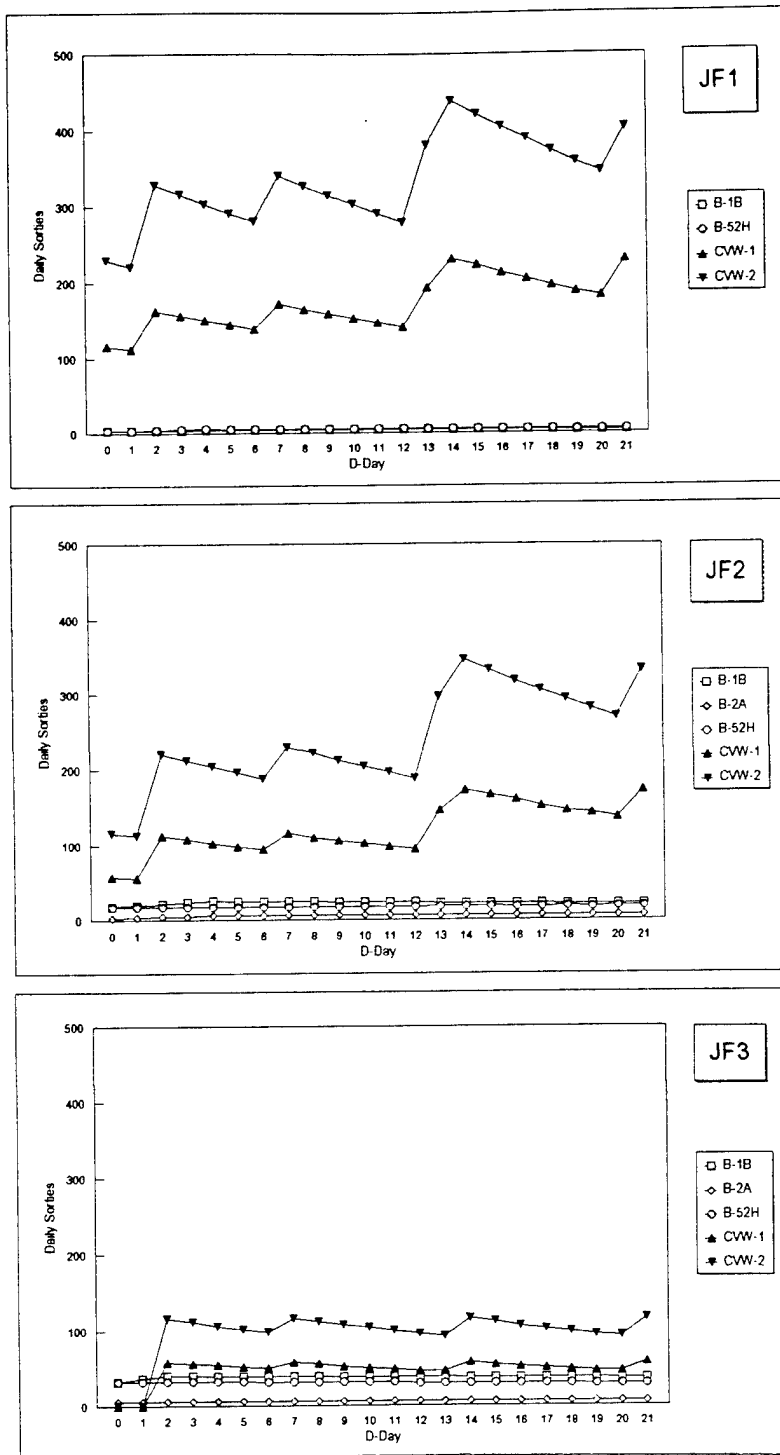 JF1
500
400
300
200
100
0
Daily Sorties
0 1 2 3 4 5 6 7 8 9 10 11 12 13 14 15 16 17 18 19 20 21
D-Day
B-1B
B-52H
CVW-1
CVW-2
JF2
500
400
300
200
100
0
Daily Sorties
0 1 2 3 4 5 6 7 8 9 10 11 12 13 14 15 16 17 18 19 20 21
D-Day
B-1B
B-2A
B-52H
CVW-1
CVW-2
JF3
500
400
300
200
100
0
Daily Sorties
0 1 2 3 4 5 6 7 8 9 10 11 12 13 14 15 16 17 18 19 20 21
D-Day
B-1B
B-2A
B-52H
CVW-1
CVW-2